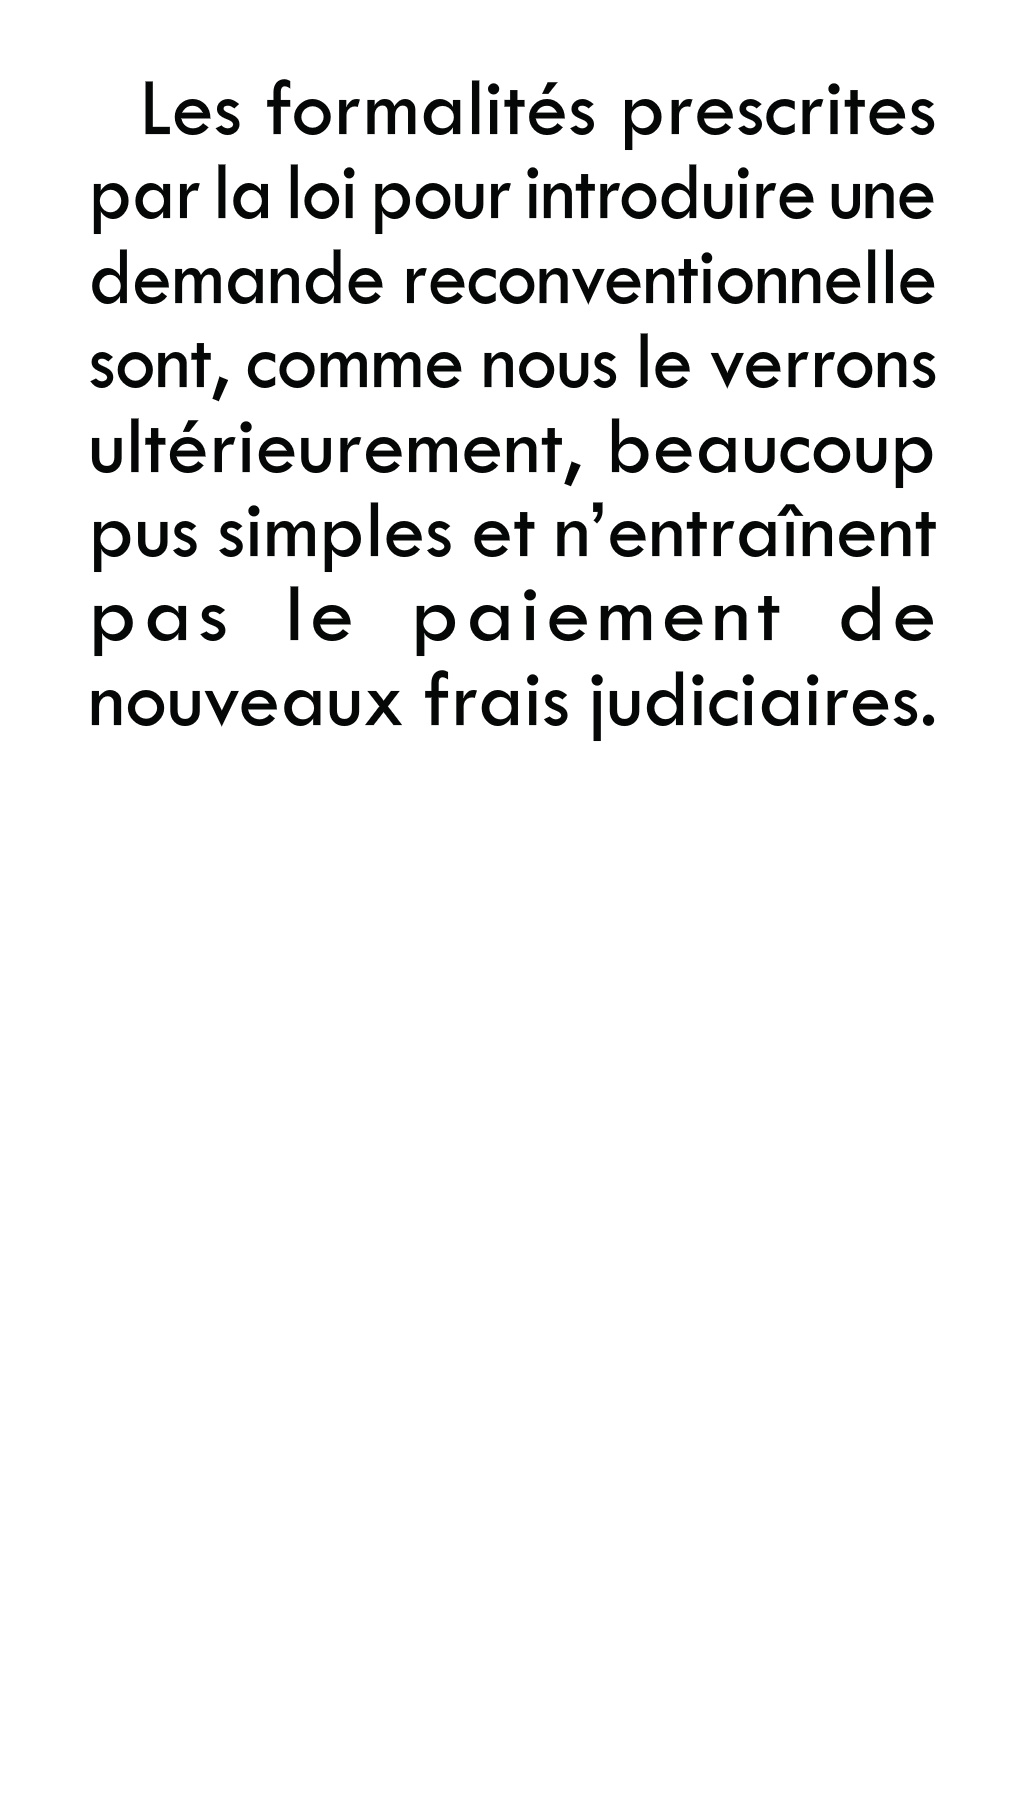 Les formalités prescrites
par la loi pour introduire une
demande reconventionnelle
sont, comme nous le verrons
ultérieurement, beaucoup
pus simples et n’entraînent
pas le paiement de
nouveaux frais judiciaires.